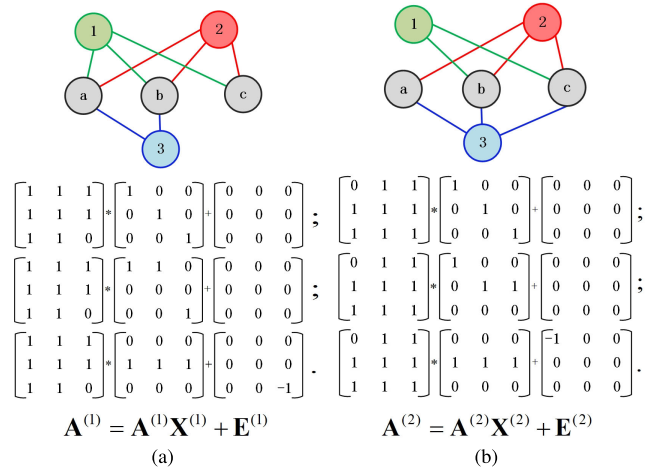 1 2
a b c
3
1 1 1 1 0 0 0 0 0
1 1 1 * 0 1 0 + 0 0 0 ;
1 1 0 0 0 1 0 0 0
1 1 1 1 1 0 0 0 0
1 1 1 * 0 0 0 + 0 0 0 ;
1 1 0 0 0 1 0 0 0
1 1 1 0 0 0 0 0 0
1 1 1 * 1 1 1 + 0 0 0 .
1 1 0 0 0 0 0 0 −1
A⁽¹⁾ = A⁽¹⁾X⁽¹⁾ + E⁽¹⁾
(a)
1 2
a b c
3
0 1 1 1 0 0 0 0 0
1 1 1 * 0 1 0 + 0 0 0 ;
1 1 1 0 0 1 0 0 0
0 1 1 1 0 0 0 0 0
1 1 1 * 0 1 1 + 0 0 0 ;
1 1 1 0 0 0 0 0 0
0 1 1 0 0 0 −1 0 0
1 1 1 * 1 1 1 + 0 0 0 .
1 1 1 0 0 0 0 0 0
A⁽²⁾ = A⁽²⁾X⁽²⁾ + E⁽²⁾
(b)